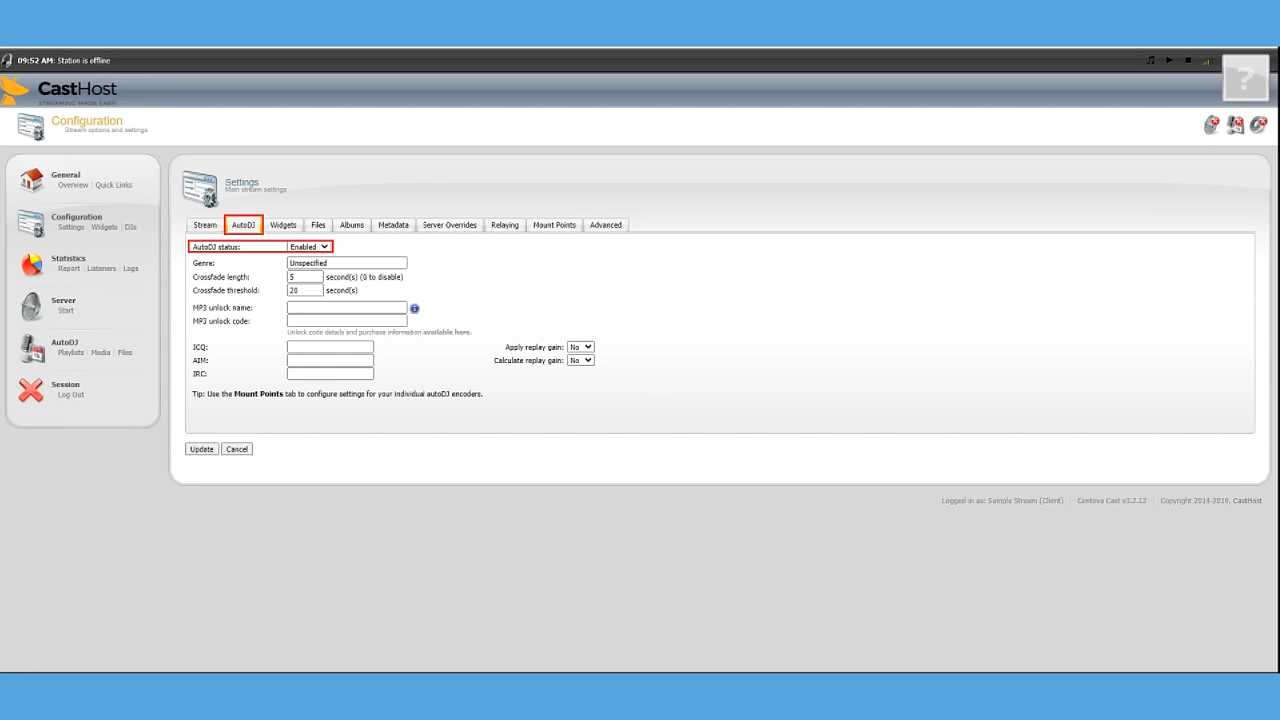 09:52 AM: Station is offline
?
CastHost
STREAMING MADE EASY!
Configuration
Stream options and settings
General
Overview | Quick Links
Configuration
Settings | Widgets | DJs
Statistics
Report | Listeners | Logs
Server
Start
AutoDJ
Playlists | Media | Files
Session
Log Out
Settings
Main stream settings
Stream AutoDJ Widgets Files Albums Metadata Server Overrides Relaying Mount Points Advanced
AutoDJ status: Enabled
Genre: Unspecified
Crossfade length: 5 second(s) (0 to disable)
Crossfade threshold: 20 second(s)
MP3 unlock name:
MP3 unlock code:
Unlock code details and purchase information available here.
ICQ: Apply replay gain: No
AIM: Calculate replay gain: No
IRC:
Tip: Use the Mount Points tab to configure settings for your individual autoDJ encoders.
Update Cancel
Logged in as: Sample Stream (Client) | Centova Cast v3.2.12 | Copyright 2014-2019, CastHost